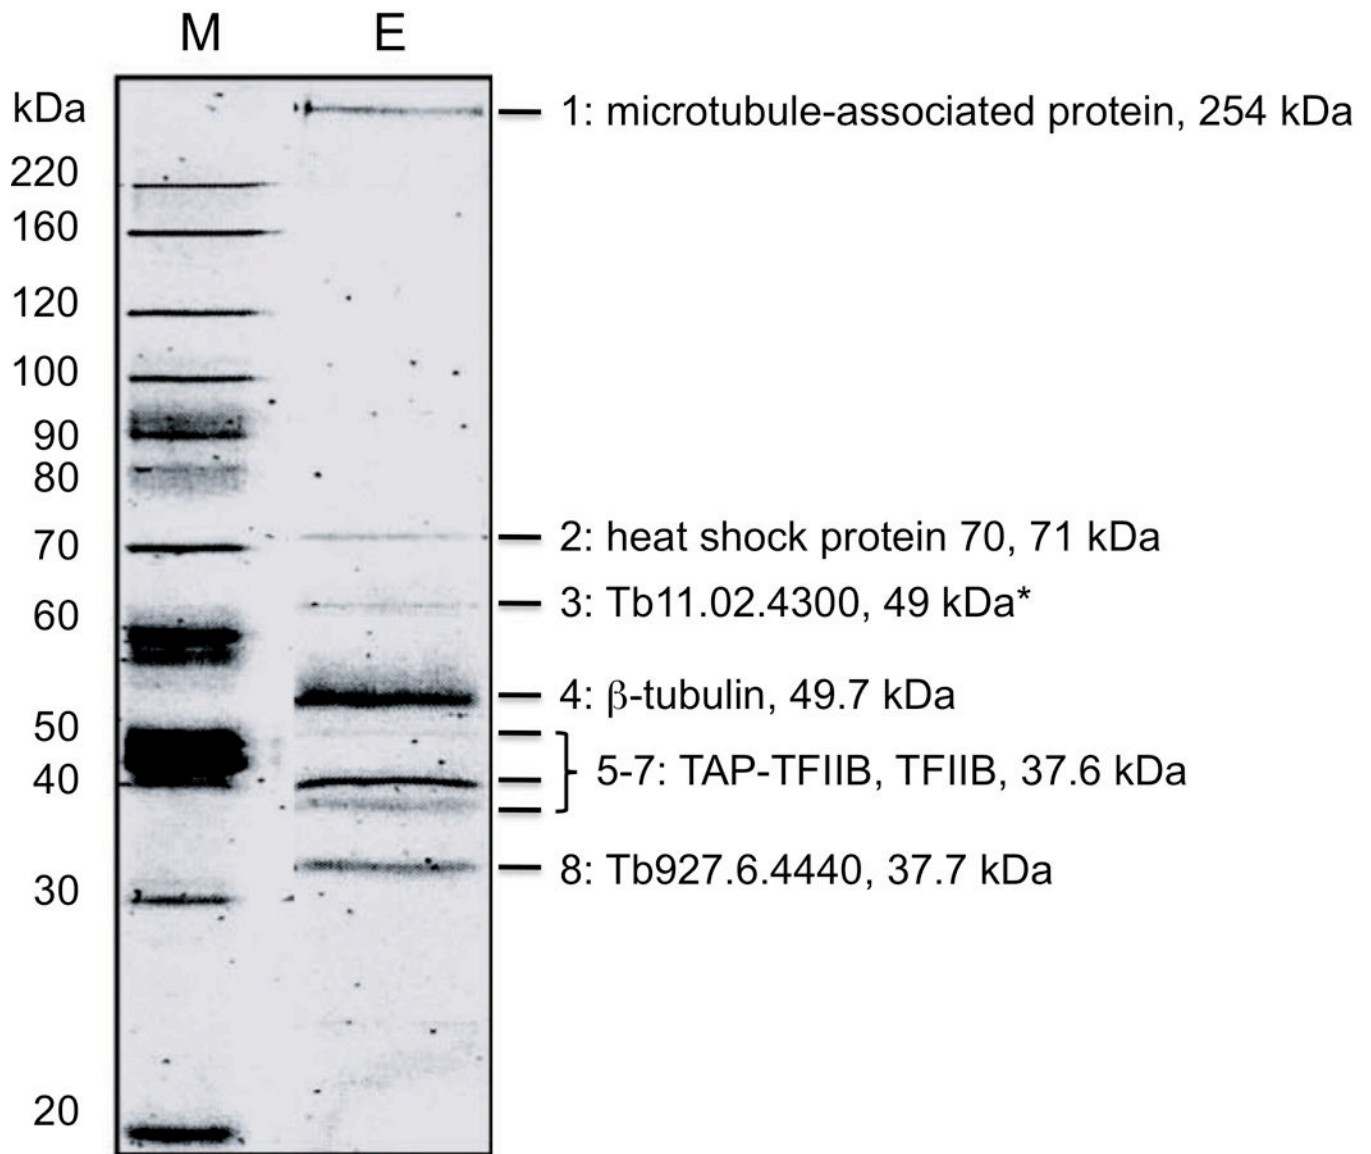 M E
kDa
1: microtubule-associated protein, 254 kDa
220
160
120
100
90
80
2: heat shock protein 70, 71 kDa
70
3: Tb11.02.4300, 49 kDa*
60
4: β-tubulin, 49.7 kDa
50
5-7: TAP-TFIIB, TFIIB, 37.6 kDa
40
8: Tb927.6.4440, 37.7 kDa
30
20